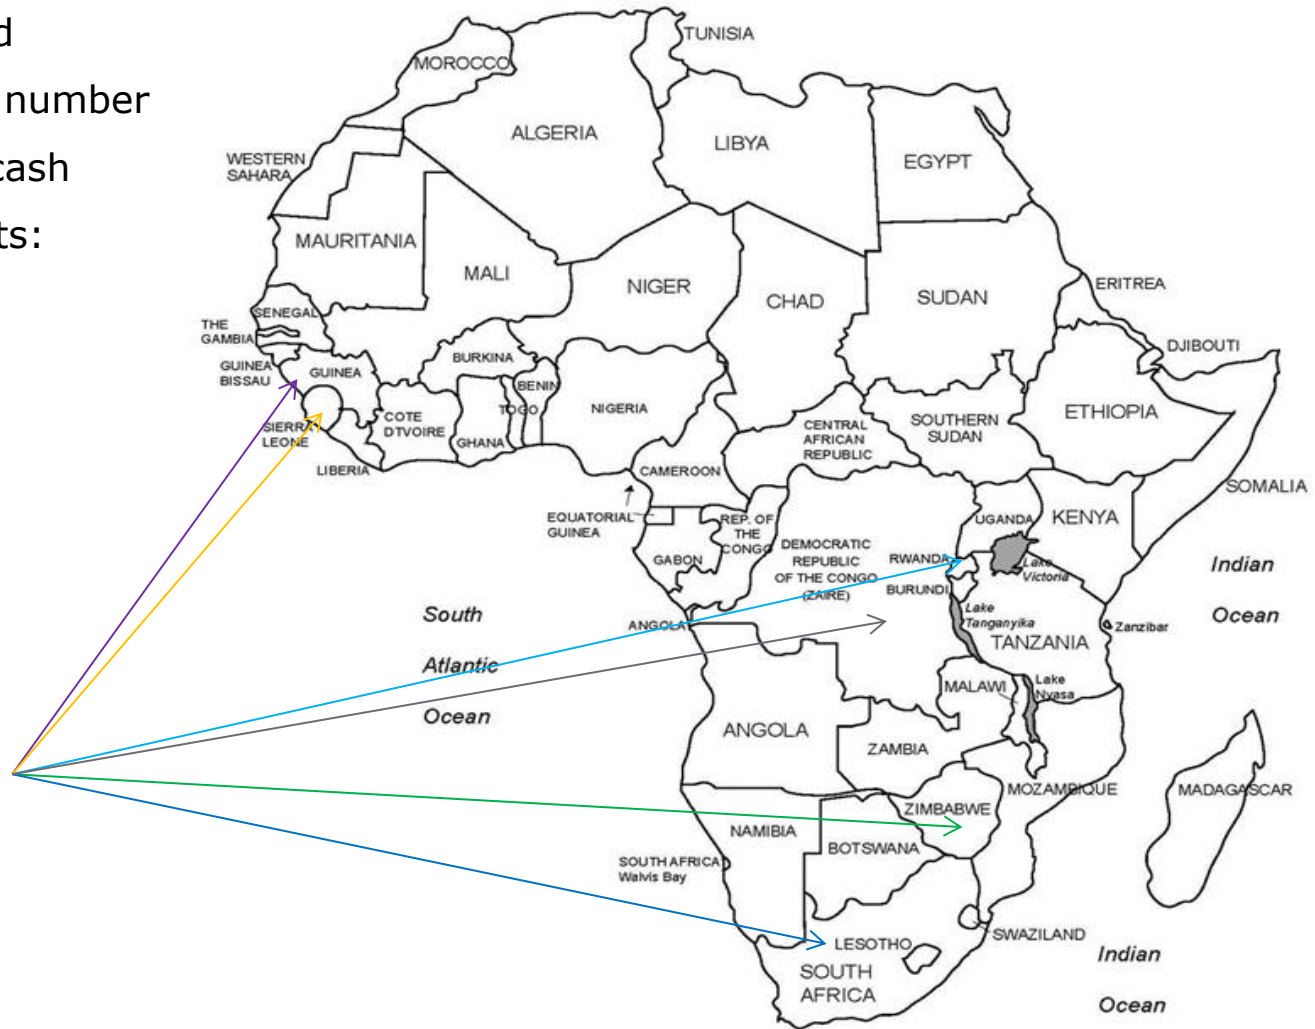 d
number
cash
ts:
TUNISIA
MOROCCO
ALGERIA
LIBYA
EGYPT
WESTERN
SAHARA
MAURITANIA
MALI
NIGER
CHAD
SUDAN
ERITREA
SENEGAL
THE
GAMBIA
DJIBOUTI
GUINEA
BISSAU
GUINEA
BURKINA
BENIN
TOGO
NIGERIA
COTE
DTVOIRE
GHANA
SIERRA
LEONE
LIBERIA
CENTRAL
AFRICAN
REPUBLIC
SOUTHERN
SUDAN
ETHIOPIA
CAMEROON
SOMALIA
EQUATORIAL
GUINEA
REP. OF
THE
CONGO
GABON
UGANDA
KENYA
DEMOCRATIC
REPUBLIC
OF THE CONGO
(ZAIRE)
RWANDA
BURUNDI
Lake
Victoria
Indian
Ocean
South
Atlantic
Ocean
ANGOLA
Lake
Tanganyika
TANZANIA
Zanzibar
MALAWI
Lake
Nyasa
ANGOLA
ZAMBIA
MOZAMBIQUE
MADAGASCAR
ZIMBABWE
NAMIBIA
BOTSWANA
SOUTH AFRICA
Walvis Bay
SWAZILAND
LESOTHO
SOUTH
AFRICA
Indian
Ocean